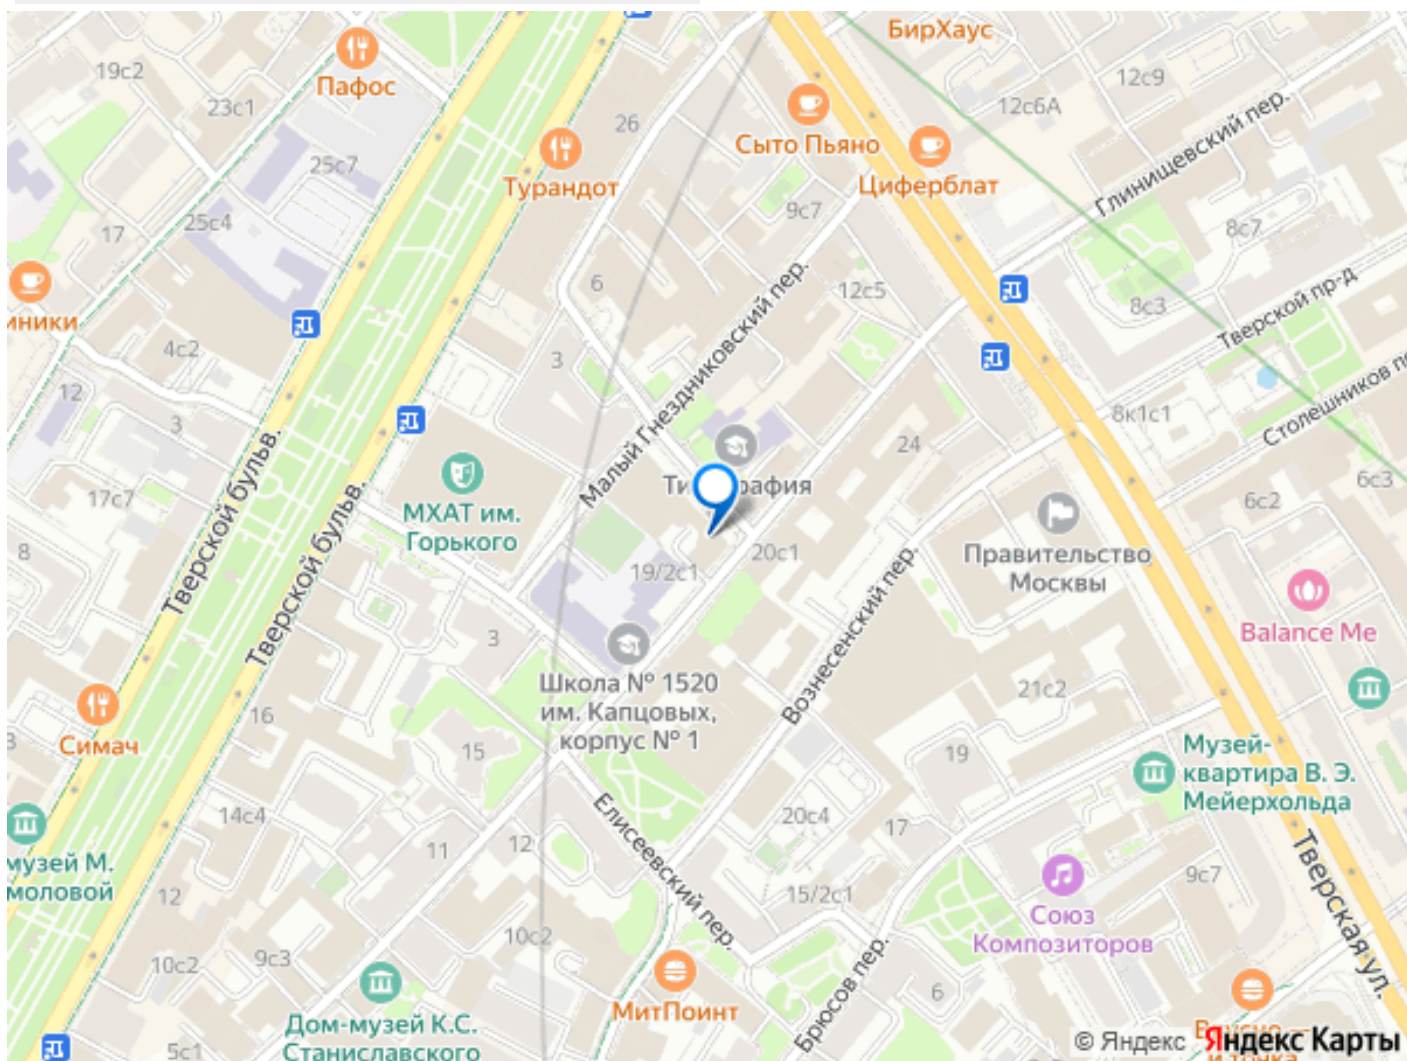 БирХаус
19с2
Пафос
12с9
23с1
12с6А
26
Сыто Пьяно
Глинищевский пер.
25с7
Турандот
Циферблат
25с4
9с7
17
8с7
6
12с5
8с3
Тверской пр-д
иники
4с2
3
Малый Гнездниковский пер.
12
3
8к1с1
Столешников п
24
17с7
Тверской бульв.
Тверской бульв.
МХАТ им.
Горького
6с3
6с2
8
20с1
Правительство
Москвы
19/2с1
Вознесенский пер.
Balance Me
3
Школа № 1520
им. Капцовых,
корпус № 1
21с2
16
Симач
15
19
Музей-
квартира В. Э.
Мейерхольда
14с4
Елисеевский пер.
20с4
17
11
12
музей М.
моловой
Тверская ул.
12
9с7
15/2с1
Союз
Композиторов
10с2
9с3
10с2
Брюсов пер.
6
МитПоинт
Дом-музей К.С.
Станиславского
5с1
© Яндекс
Яндекс Карты